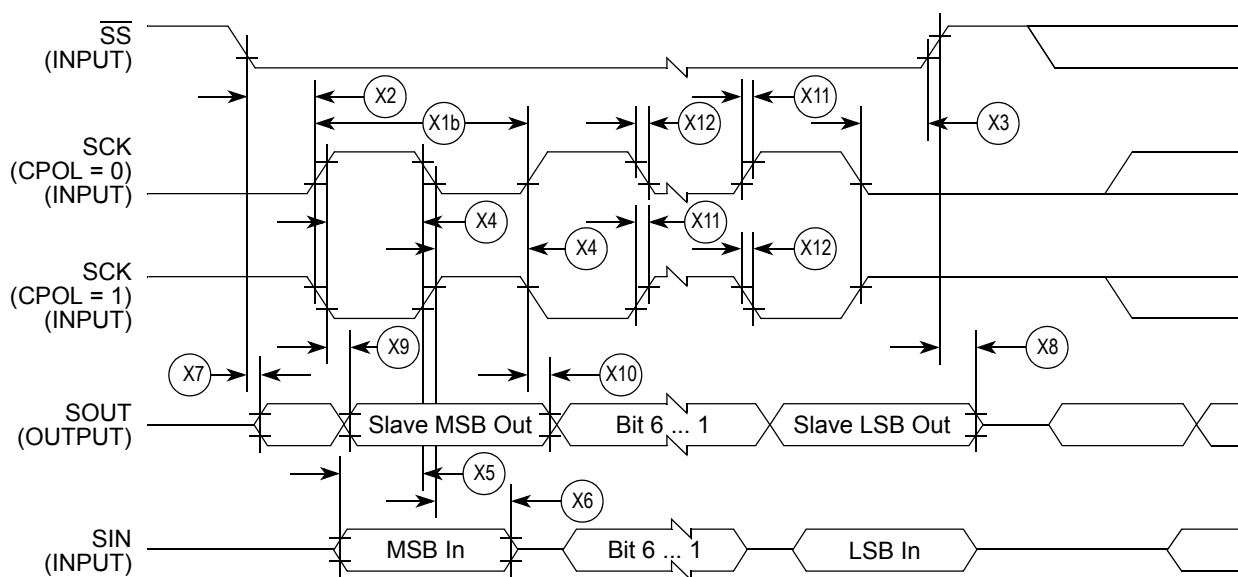 SS
(INPUT)
X2
X11
X1b
X12
X3
SCK
(CPOL = 0)
(INPUT)
X4
X11
X4
X12
SCK
(CPOL = 1)
(INPUT)
X7
X9
X10
X8
SOUT
(OUTPUT)
Slave MSB Out
Bit 6 ... 1
Slave LSB Out
X5
X6
SIN
(INPUT)
MSB In
Bit 6 ... 1
LSB In